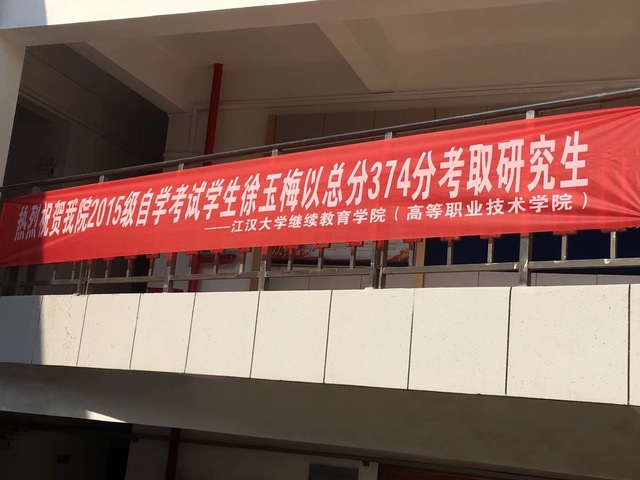 热烈祝贺我院2015级自学考试学生徐玉梅以总分374分考取研究生
——江汉大学继续教育学院（高等职业技术学院）